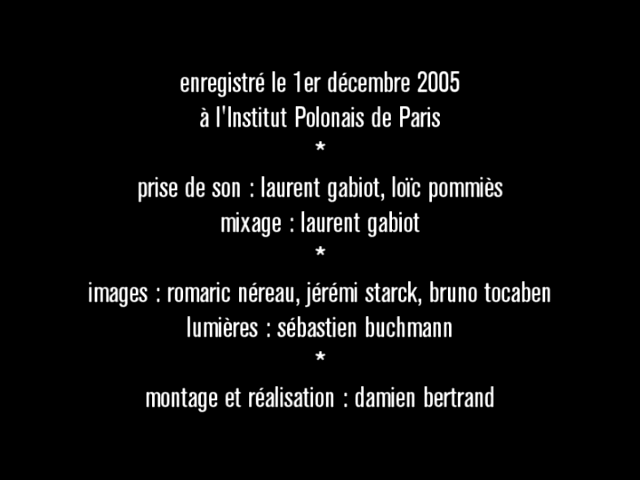 enregistré le 1er décembre 2005
à l'Institut Polonais de Paris
*
prise de son : laurent gabiot, loïc pommiès
mixage : laurent gabiot
*
images : romaric néreau, jérémi starck, bruno tocaben
lumières : sébastien buchmann
*
montage et réalisation : damien bertrand